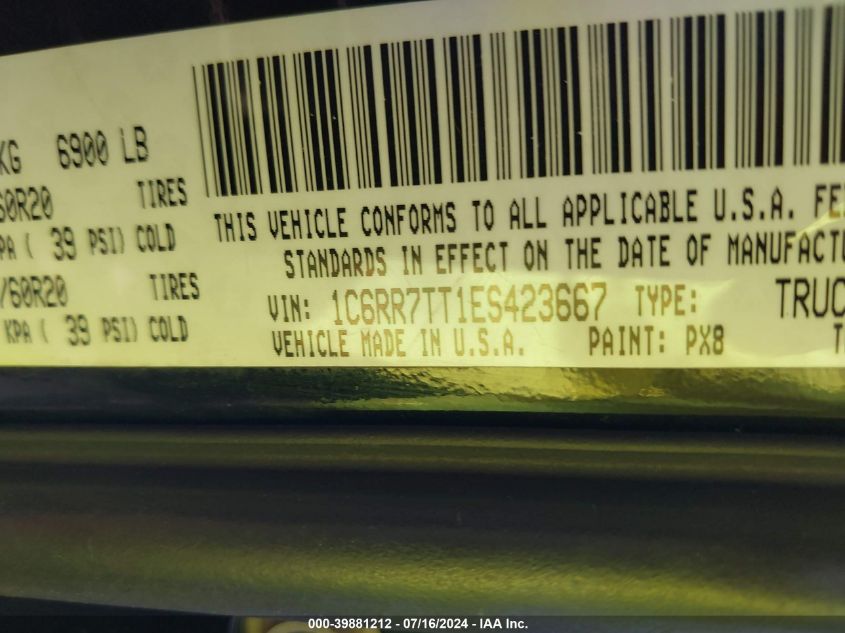 KG 6900 LB
60R20 TIRES
KPA ( 39 PSI) COLD
/60R20 TIRES
KPA ( 39 PSI) COLD
THIS VEHICLE CONFORMS TO ALL APPLICABLE U.S.A. FE
STANDARDS IN EFFECT ON THE DATE OF MANUFACTU
VIN: 1C6RR7TT1ES423667 TYPE: TRUC
VEHICLE MADE IN U.S.A. PAINT: PX8 T
000-39881212 - 07/16/2024 - IAA Inc.